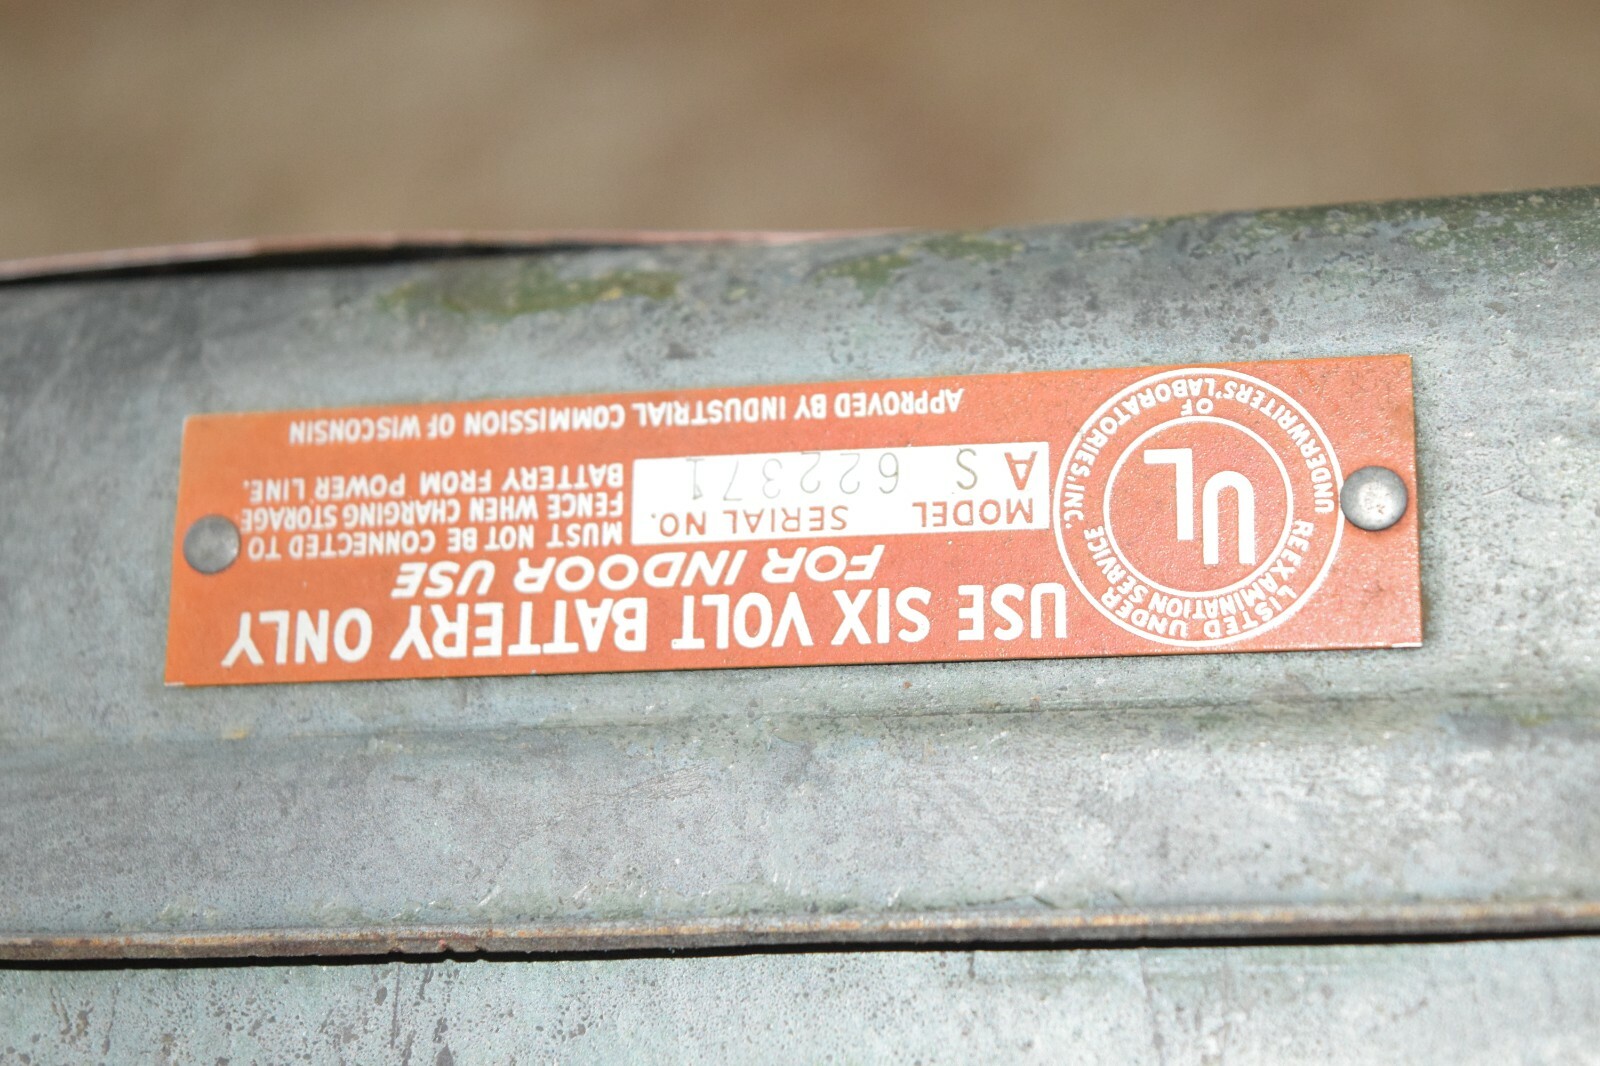 USE SIX VOLT BATTERY ONLY
FOR INDOOR USE
MODEL SERIAL NO.
A S 622371
MUST NOT BE CONNECTED TO
FENCE WHEN CHARGING STORAGE
BATTERY FROM POWER LINE.
APPROVED BY INDUSTRIAL COMMISSION OF WISCONSIN
LISTED UNDER REEXAMINATION SERVICE
UL
OF
UNDERWRITERS' LABORATORIES, INC.